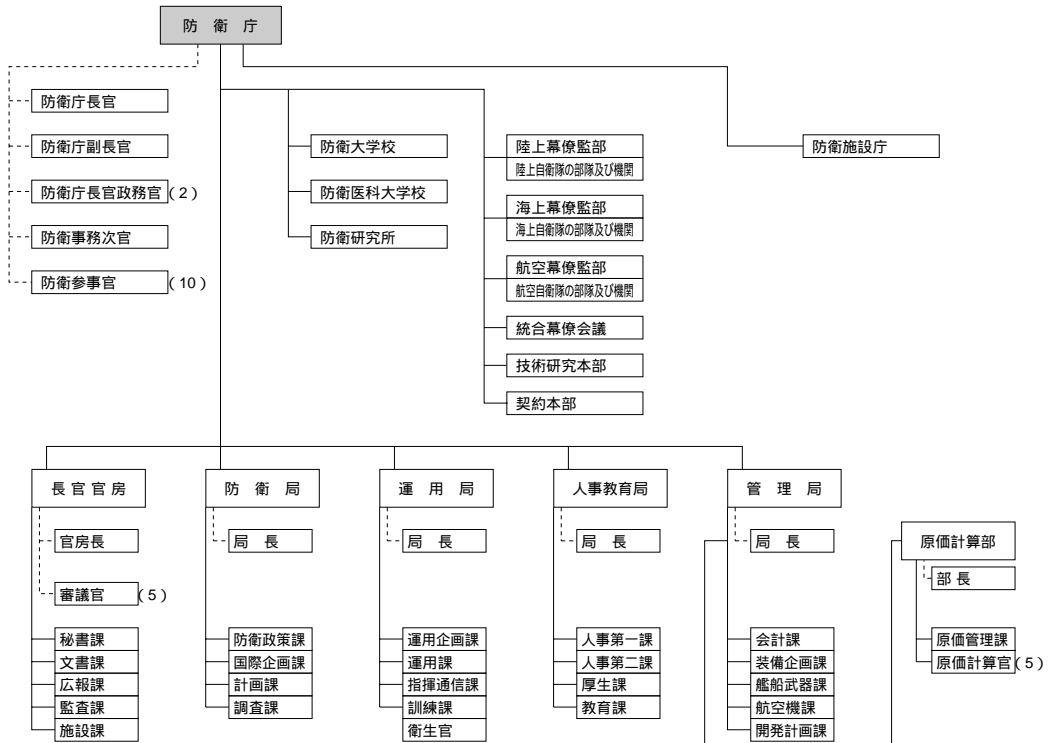 防 衛 庁
防衛庁長官
防衛庁副長官
防衛庁長官政務官(2)
防衛事務次官
防衛参事官(10)
防衛大学校
防衛医科大学校
防衛研究所
陸上幕僚監部
陸上自衛隊の部隊及び機関
海上幕僚監部
海上自衛隊の部隊及び機関
航空幕僚監部
航空自衛隊の部隊及び機関
統合幕僚会議
技術研究本部
契約本部
防衛施設庁
長 官 官 房
官房長
審議官(5)
秘書課
文書課
広報課
監査課
施設課
防 衛 局
局 長
防衛政策課
国際企画課
計画課
調査課
運 用 局
局 長
運用企画課
運用課
指揮通信課
訓練課
衛生官
人事教育局
局 長
人事第一課
人事第二課
厚生課
教育課
管 理 局
局 長
会計課
装備企画課
艦船武器課
航空機課
開発計画課
原価計算部
部 長
原価管理課
原価計算官(5)